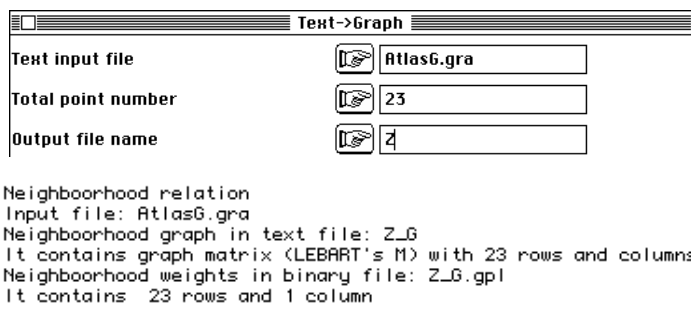 Text->Graph
Text input file AtlasG.gra
Total point number 23
Output file name Z
Neighboorhood relation
Input file: AtlasG.gra
Neighboorhood graph in text file: Z_G
It contains graph matrix (LEBART's M) with 23 rows and columns
Neighboorhood weights in binary file: Z_G.gpl
It contains 23 rows and 1 column